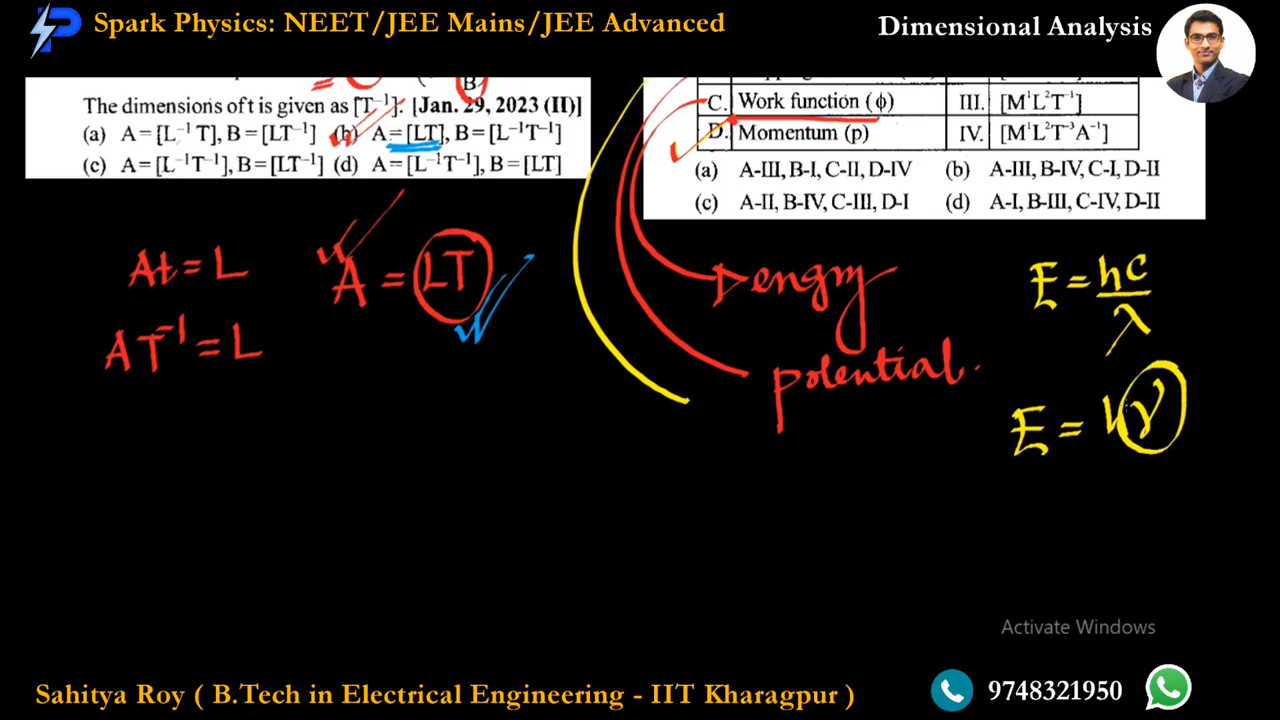 Spark Physics: NEET/JEE Mains/JEE Advanced
Dimensional Analysis
B
The dimensions of t is given as [T⁻¹]. [Jan. 29, 2023 (II)]
(a) A = [L⁻¹T], B = [LT⁻¹] (b) A = [LT], B = [L⁻¹T⁻¹]
(c) A = [L⁻¹T⁻¹], B = [LT⁻¹] (d) A = [L⁻¹T⁻¹], B = [LT]
C. Work function (ϕ) III. [M¹L²T⁻¹]
D. Momentum (p) IV. [M¹L²T⁻³A⁻¹]
(a) A-III, B-I, C-II, D-IV (b) A-III, B-IV, C-I, D-II
(c) A-II, B-IV, C-III, D-I (d) A-I, B-III, C-IV, D-II
At = L
A = LT
AT⁻¹ = L
engry
potential.
E = hc/λ
E = hν
Activate Windows
Sahitya Roy ( B.Tech in Electrical Engineering - IIT Kharagpur )
9748321950